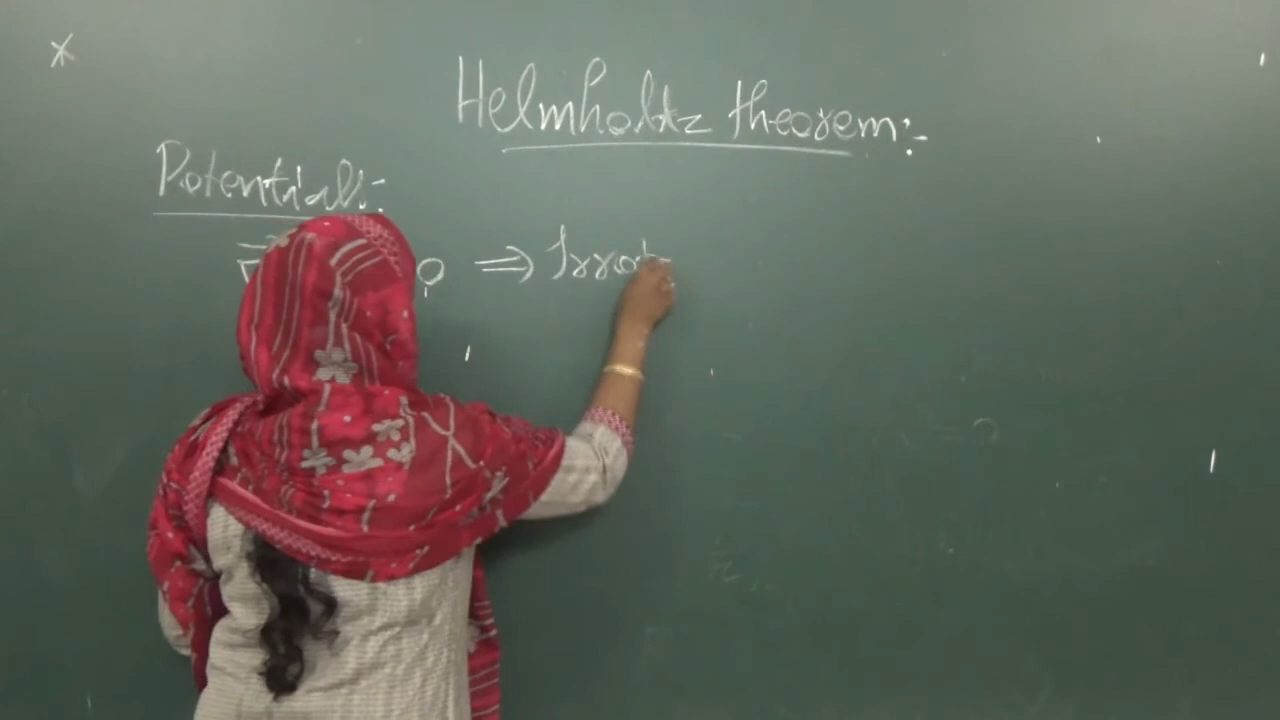 Helmholtz theorem:-
Potentials:-
⇒ Irrot